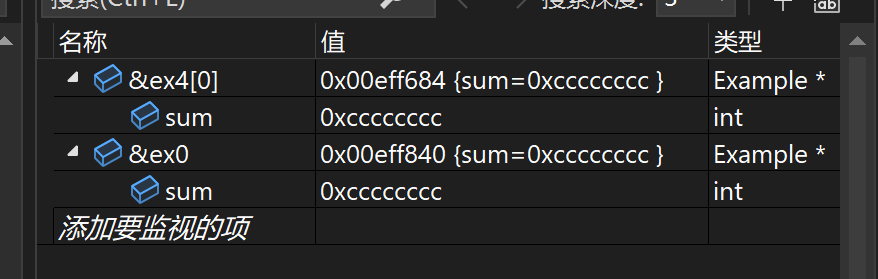 搜索(Ctrl+E) 搜索深度: 3
名称 值 类型
&ex4[0] 0x00eff684 {sum=0xcccccccc } Example *
sum 0xcccccccc int
&ex0 0x00eff840 {sum=0xcccccccc } Example *
sum 0xcccccccc int
添加要监视的项